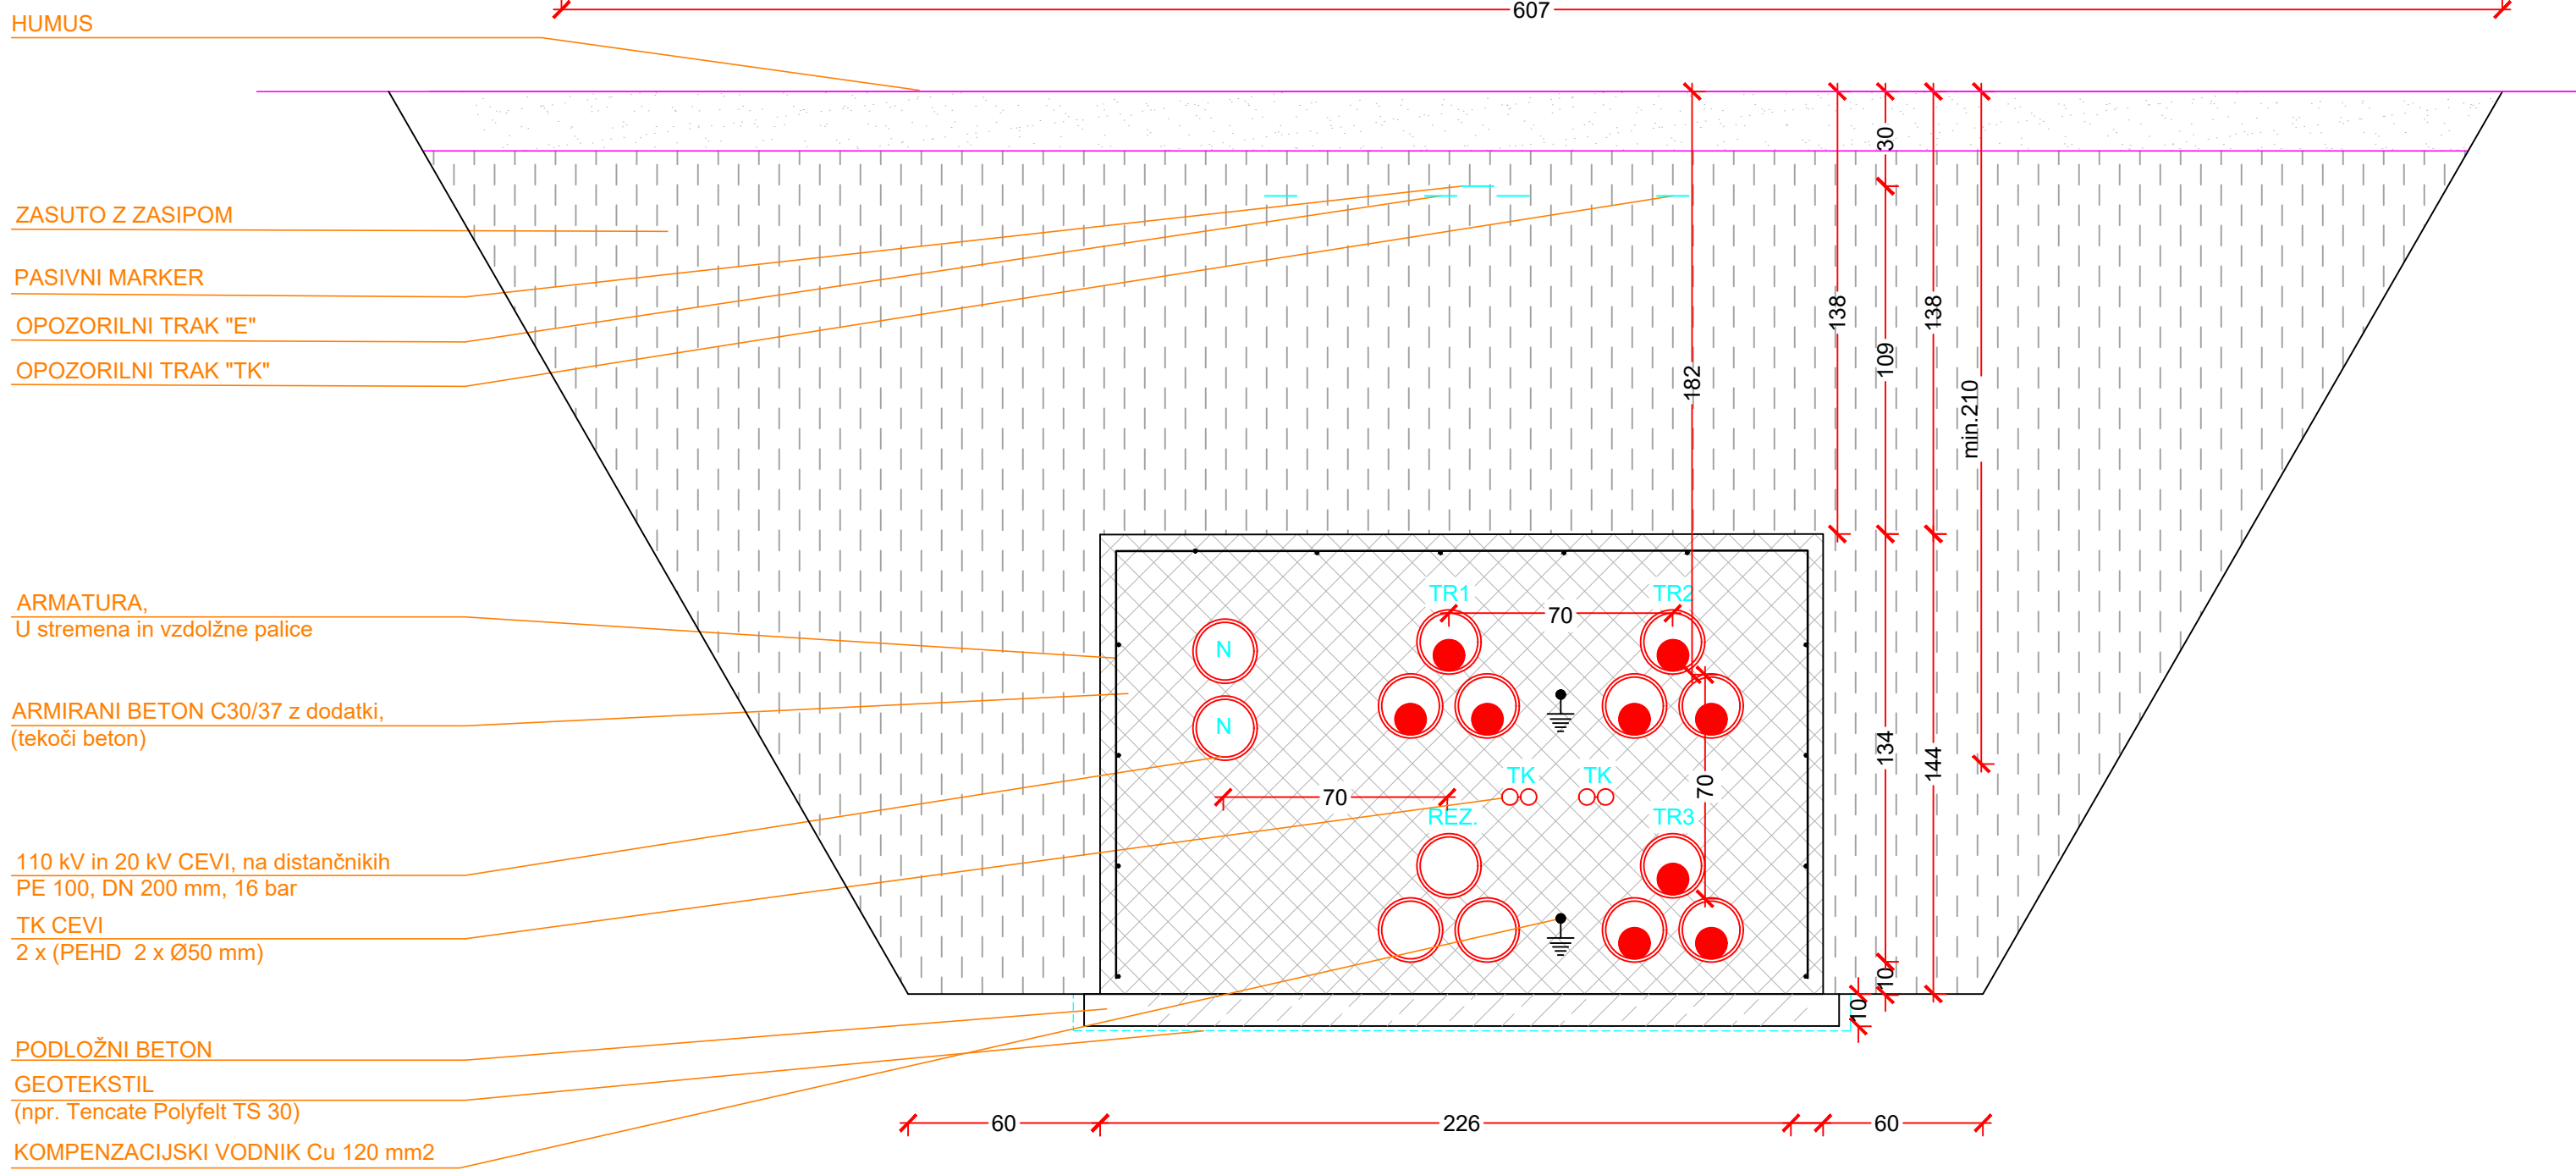 HUMUS
607
30
ZASUTO Z ZASIPOM
PASIVNI MARKER
OPOZORILNI TRAK "E"
OPOZORILNI TRAK "TK"
138
109
138
182
min.210
ARMATURA,
U stremena in vzdolžne palice
TR1
TR2
70
N
ARMIRANI BETON C30/37 z dodatki,
(tekoči beton)
N
134
144
TK
TK
70
70
REZ.
TR3
110 kV in 20 kV CEVI, na distančnikih
PE 100, DN 200 mm, 16 bar
TK CEVI
2 x (PEHD 2 x Ø50 mm)
10
10
PODLOŽNI BETON
GEOTEKSTIL
(npr. Tencate Polyfelt TS 30)
60
226
60
KOMPENZACIJSKI VODNIK Cu 120 mm2